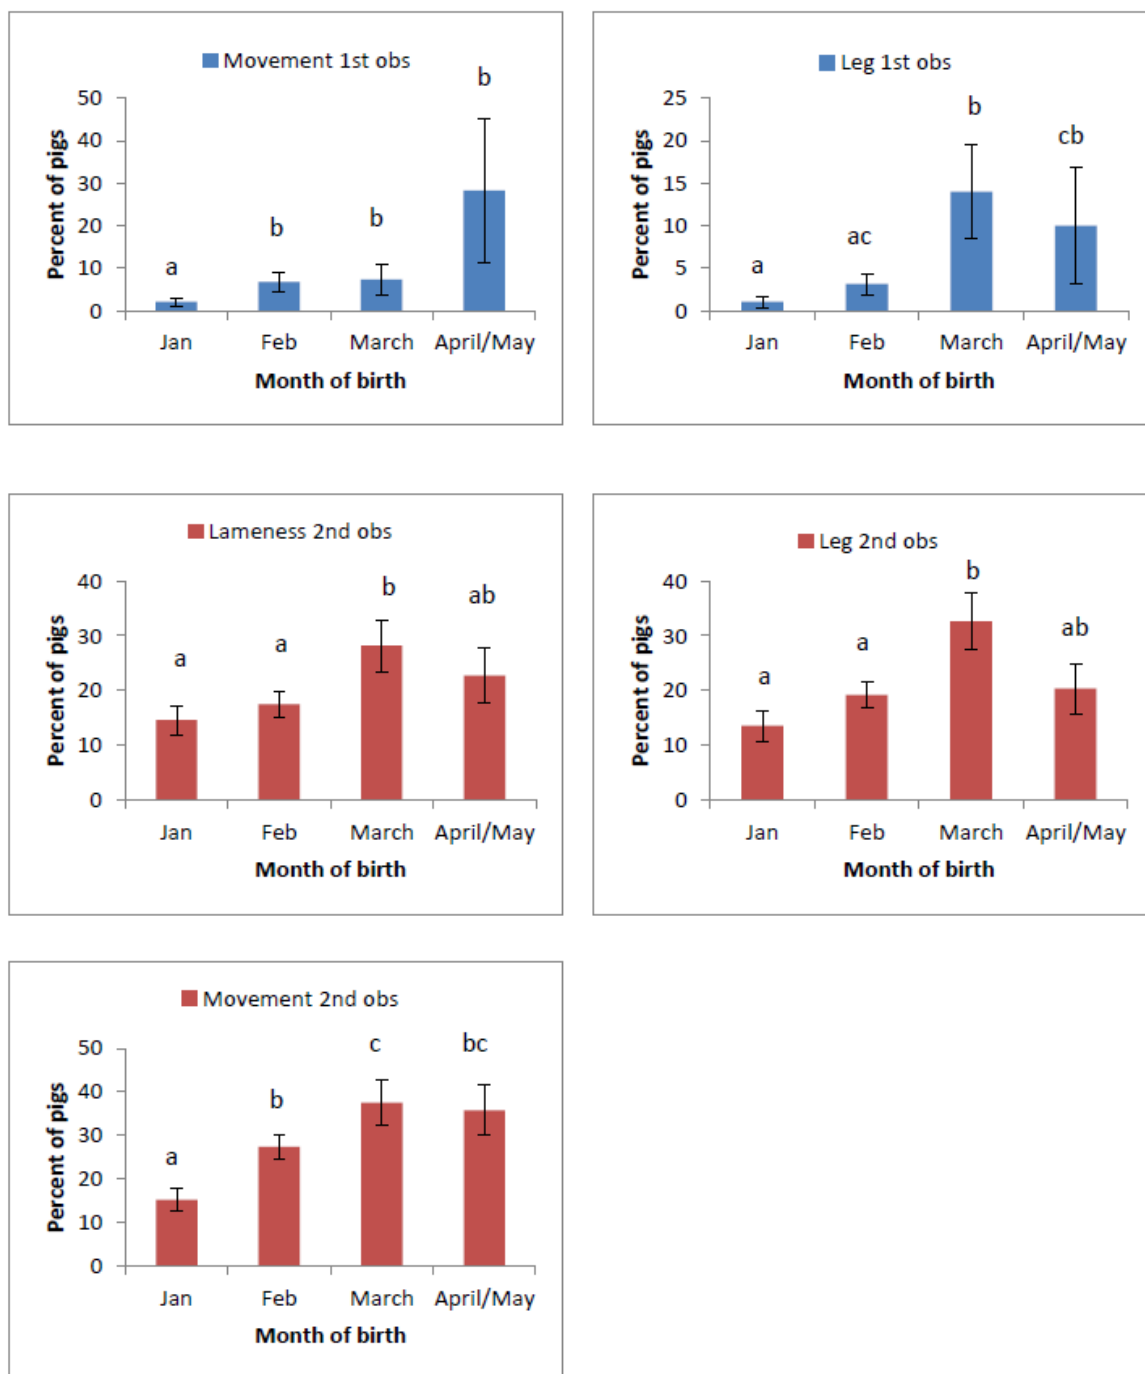 Movement 1st obs
b
50
40
30
20
10
0
Percent of pigs
a
b
b
Jan Feb March April/May
Month of birth
Leg 1st obs
25
20
15
10
5
0
Percent of pigs
a
ac
b
cb
Jan Feb March April/May
Month of birth
Lameness 2nd obs
40
30
20
10
0
Percent of pigs
a
a
b
ab
Jan Feb March April/May
Month of birth
Leg 2nd obs
40
30
20
10
0
Percent of pigs
a
a
b
ab
Jan Feb March April/May
Month of birth
Movement 2nd obs
50
40
30
20
10
0
Percent of pigs
a
b
c
bc
Jan Feb March April/May
Month of birth